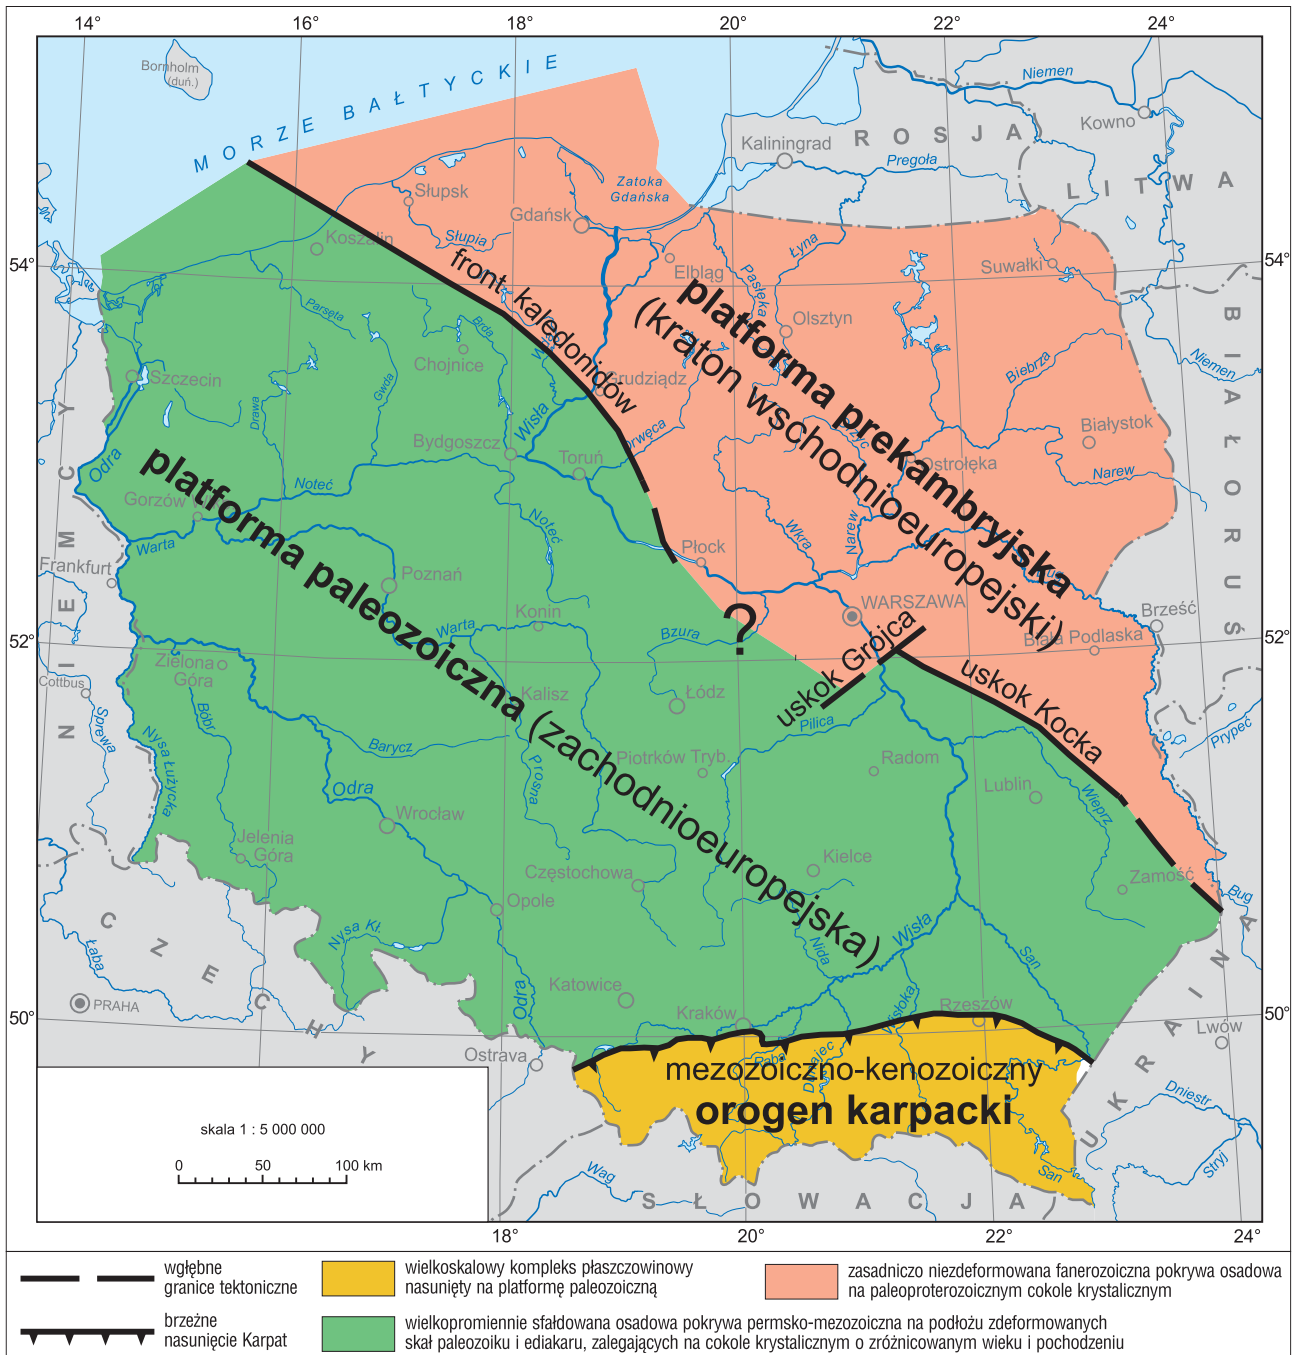 14° 16° 18° 20° 22° 24°
Bornholm
(duń.)
MORZE BAŁTYCKIE
Niemen
Kowno
Kaliningrad
ROSJA
Pregoła
LITWA
Zatoka
Gdańska
Słupsk
Gdańsk
Koszalin
Słupia
Łyna
Suwałki
54°
54°
Elbląg
Pasłęka
front kaledonidów
platforma prekambryjska
(kraton wschodnioeuropejski)
Parsęta
Brda
Wda
Olsztyn
Chojnice
Biebrza
Niemen
BIAŁORUŚ
Szczecin
Gwda
Grudziądz
Drawa
Wisła
Drwęca
Białystok
NIEMCY
Odra
Bydgoszcz
Toruń
Ostrołęka
Narew
platforma paleozoiczna (zachodnioeuropejska)
Noteć
Gorzów
Noteć
Wkra
Narew
Warta
Płock
Frankfurt
Poznań
Bug
WARSZAWA
Brześć
Konin
?
52°
52°
Warta
Bzura
Biała Podlaska
uskok Grójca
uskok Kocka
Zielona
Góra
Cottbus
Kalisz
Łódź
Sprewa
Bóbr
Nysa Łużycka
Pilica
Prypeć
Barycz
Prosna
Piotrków Tryb.
Radom
Lublin
Wieprz
Odra
Wrocław
Jelenia
Góra
Kielce
Częstochowa
Zamość
Bug
Opole
CZECHY
Nysa Kł.
Wisła
Nida
San
UKRAINA
Łaba
Katowice
PRAHA
Odra
Wisłoka
Rzeszów
Kraków
50°
50°
Lwów
Ostrava
Raba
Dunajec
mezozoiczno-kenozoiczny
orogen karpacki
Dniestr
skala 1 : 5 000 000
0 50 100 km
Wag
San
Stryj
SŁOWACJA
18° 20° 22° 24°
wgłębne
granice tektoniczne
brzeżne
nasunięcie Karpat
wielkoskalowy kompleks płaszczowinowy
nasunięty na platformę paleozoiczną
zasadniczo niezdeformowana fanerozoiczna pokrywa osadowa
na paleoproterozoicznym cokole krystalicznym
wielkopromiennie sfałdowana osadowa pokrywa permsko-mezozoiczna na podłożu zdeformowanych
skał paleozoiku i ediakaru, zalegających na cokole krystalicznym o zróżnicowanym wieku i pochodzeniu